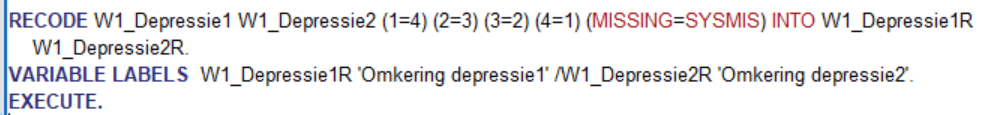 RECODE W1_Depressie1 W1_Depressie2 (1=4) (2=3) (3=2) (4=1) (MISSING=SYSMIS) INTO W1_Depressie1R
W1_Depressie2R.
VARIABLE LABELS W1_Depressie1R 'Omkering depressie1' /W1_Depressie2R 'Omkering depressie2'.
EXECUTE.